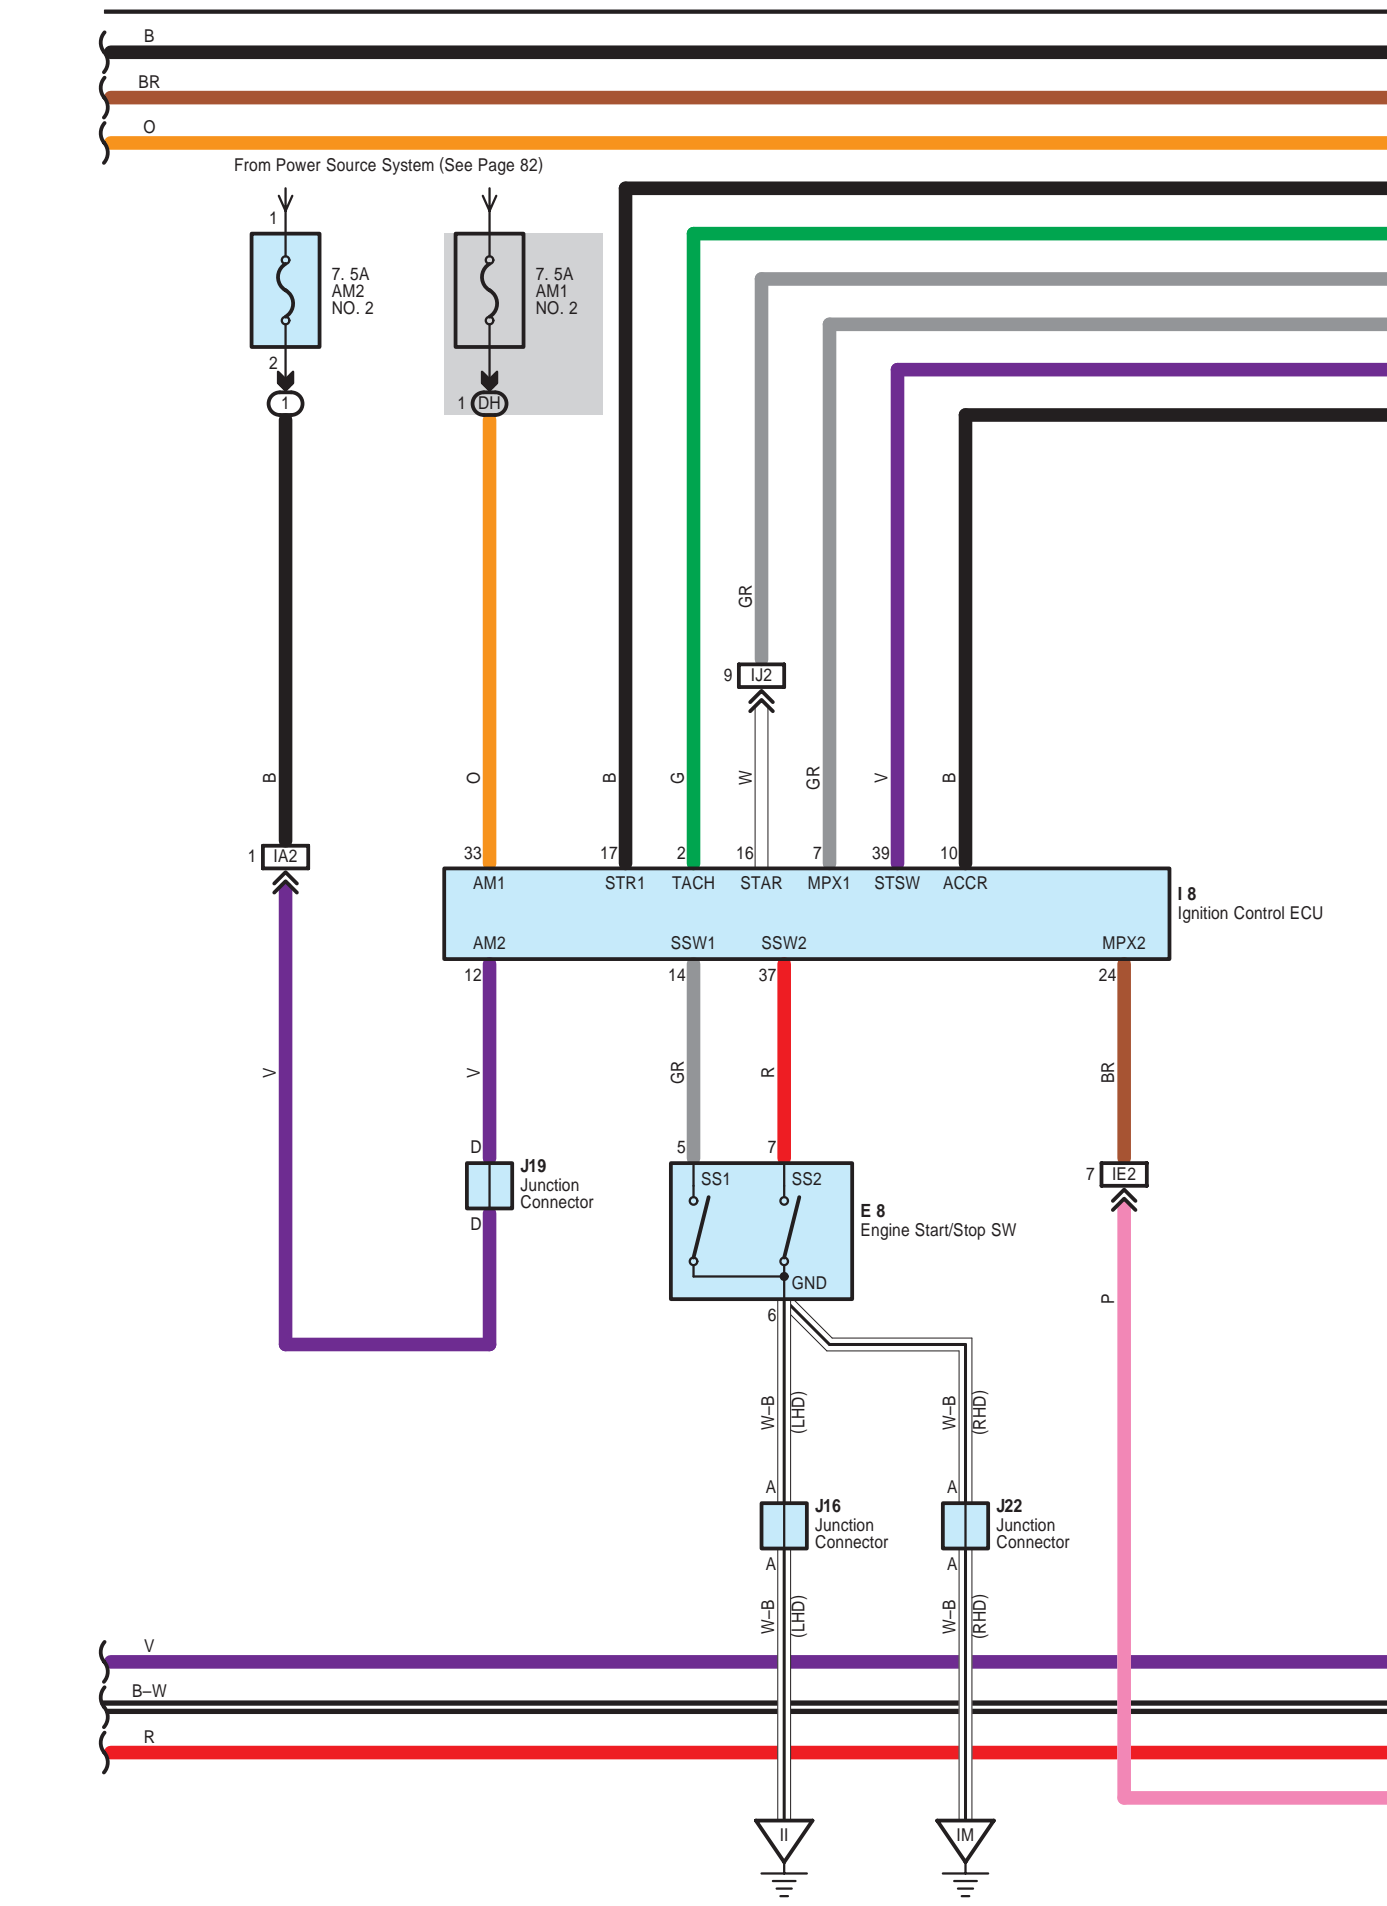 B
BR
O
From Power Source System (See Page 82)
1
7. 5A
AM2
NO. 2
7. 5A
AM1
NO. 2
2
1
1
DH
GR
9
IJ2
B
O
B
G
W
GR
V
B
1
IA2
33
17
2
16
7
39
10
AM1
STR1
TACH
STAR
MPX1
STSW
ACCR
I 8
Ignition Control ECU
AM2
SSW1
SSW2
MPX2
12
14
37
24
V
V
GR
R
BR
D
5
7
J19
Junction
Connector
SS1
SS2
7
IE2
D
E 8
Engine Start/Stop SW
GND
6
P
W–B
(LHD)
W–B
(RHD)
A
A
J16
Junction
Connector
J22
Junction
Connector
A
A
W–B
(LHD)
W–B
(RHD)
V
B–W
R
II
IM